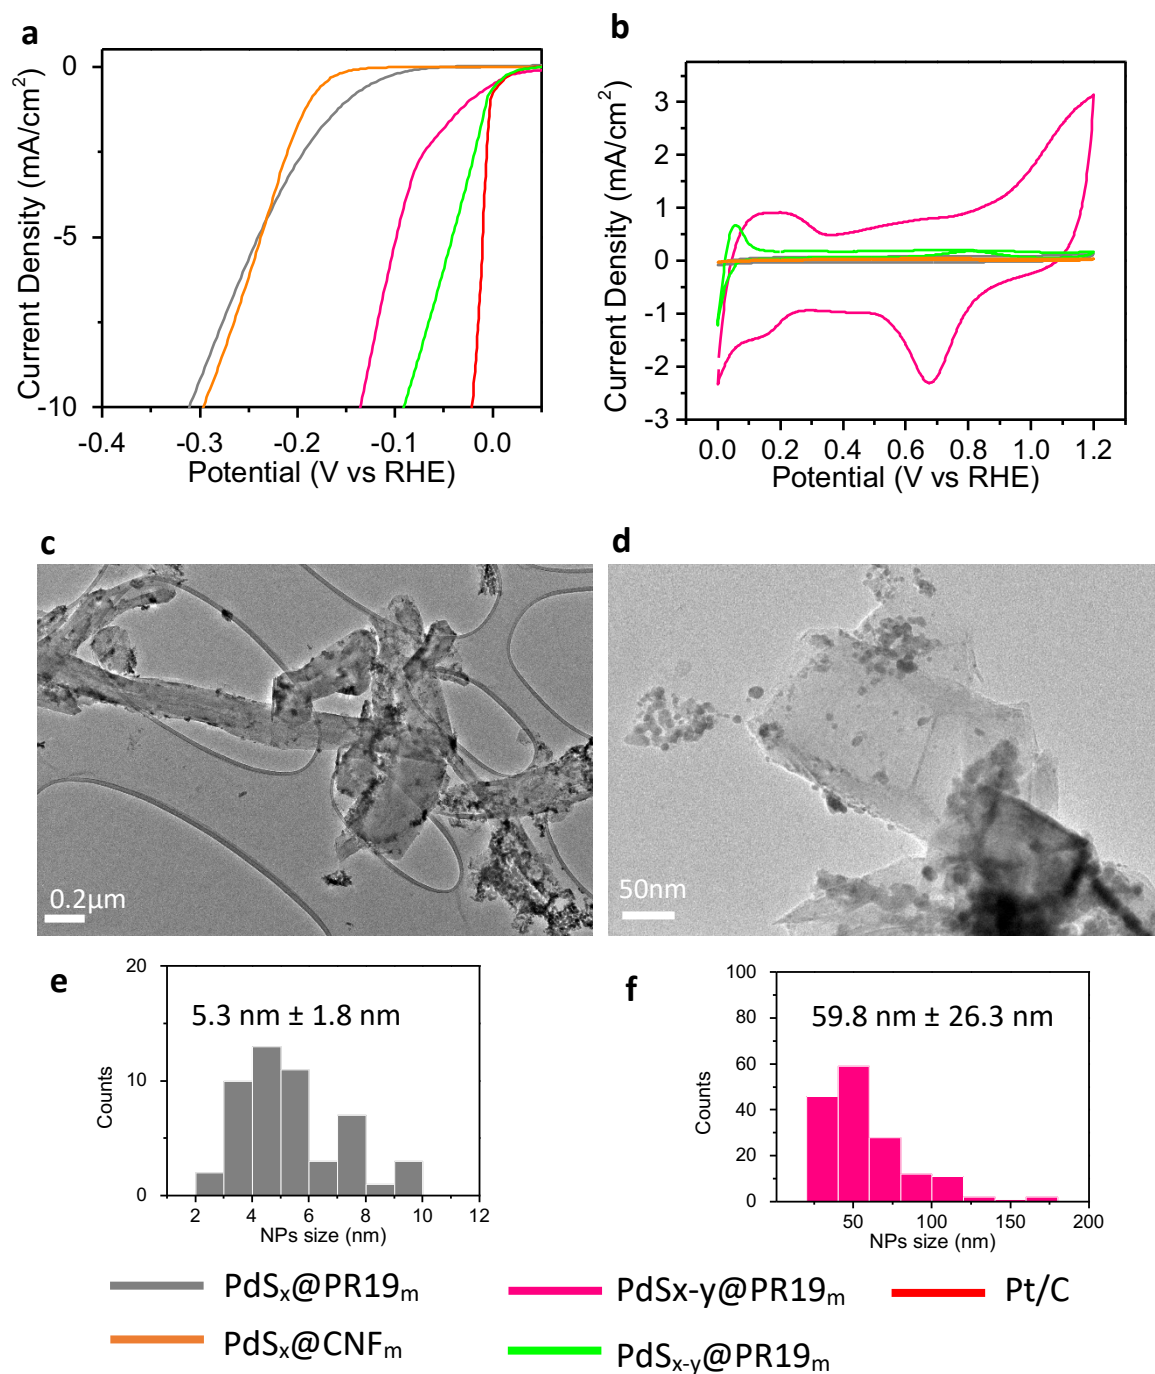 a
b
0
-5
-10
Current Density (mA/cm²)
-0.4 -0.3 -0.2 -0.1 0.0
Potential (V vs RHE)
3
2
1
0
-1
-2
-3
Current Density (mA/cm²)
0.0 0.2 0.4 0.6 0.8 1.0 1.2
Potential (V vs RHE)
c
d
0.2μm
50nm
e
20
10
0
Counts
5.3 nm ± 1.8 nm
2 4 6 8 10 12
NPs size (nm)
f
100
80
60
40
20
0
Counts
59.8 nm ± 26.3 nm
50 100 150 200
NPs size (nm)
PdSₓ@PR19ₘ
PdSx-y@PR19ₘ
Pt/C
PdSₓ@CNFₘ
PdSₓ₋ᵧ@PR19ₘ